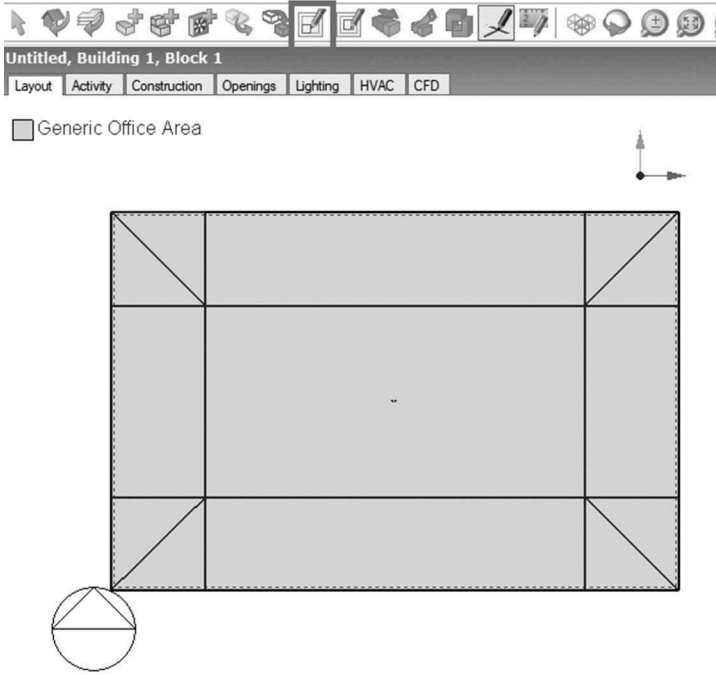 Untitled, Building 1, Block 1
Layout Activity Construction Openings Lighting HVAC CFD
Generic Office Area